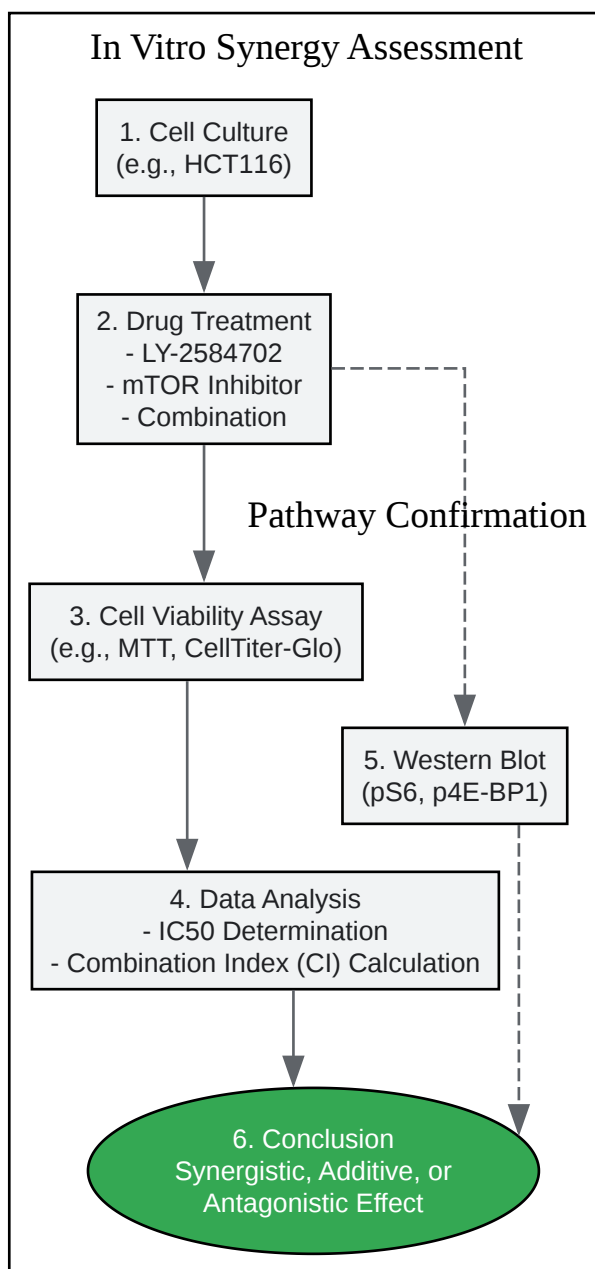 In Vitro Synergy Assessment
1. Cell Culture
(e.g., HCT116)
2. Drug Treatment
- LY-2584702
- mTOR Inhibitor
- Combination
Pathway Confirmation
3. Cell Viability Assay
(e.g., MTT, CellTiter-Glo)
5. Western Blot
(pS6, p4E-BP1)
4. Data Analysis
- IC50 Determination
- Combination Index (CI) Calculation
6. Conclusion
Synergistic, Additive, or
Antagonistic Effect